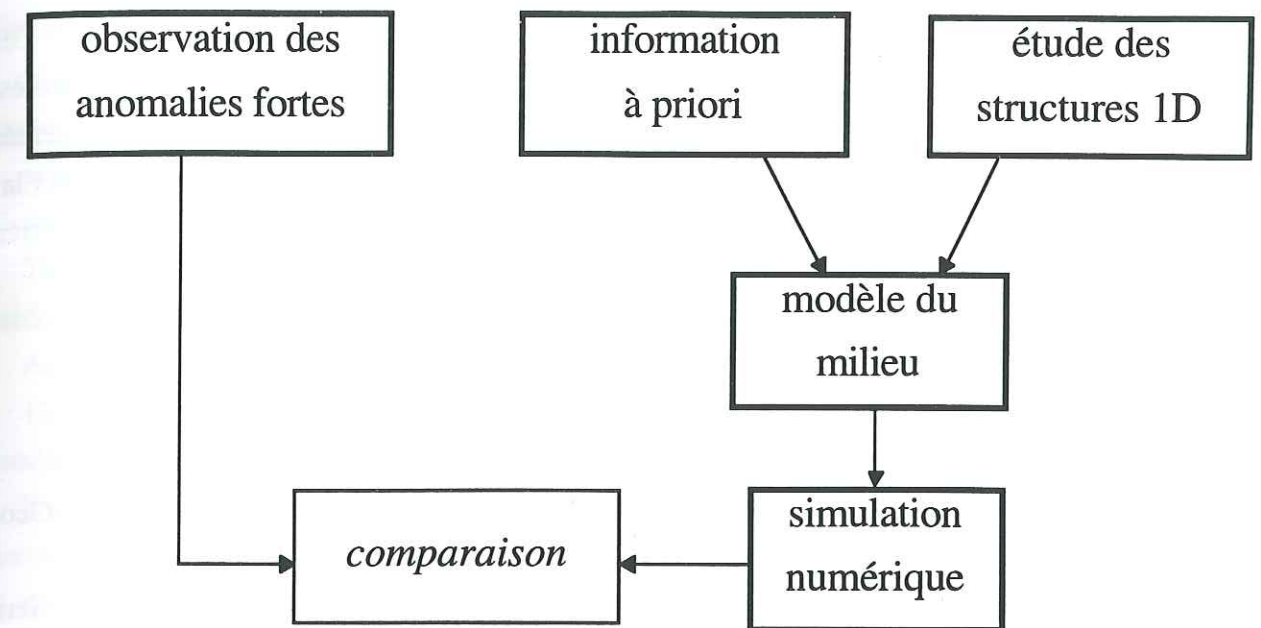 observation des
anomalies fortes
information
à priori
étude des
structures 1D
modèle du
milieu
simulation
numérique
comparaison